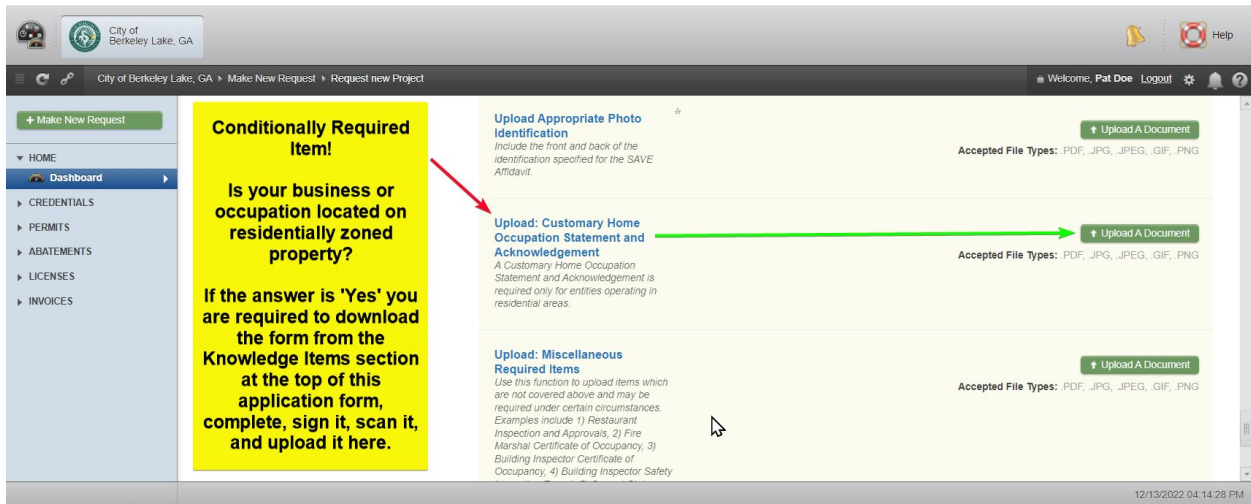 City of
Berkeley Lake, GA
Help
City of Berkeley Lake, GA ▸ Make New Request ▸ Request new Project
Welcome, Pat Doe Logout
+ Make New Request
HOME
Dashboard
CREDENTIALS
PERMITS
ABATEMENTS
LICENSES
INVOICES
Conditionally Required
Item!
Is your business or
occupation located on
residentially zoned
property?
If the answer is 'Yes' you
are required to download
the form from the
Knowledge Items section
at the top of this
application form,
complete, sign it, scan it,
and upload it here.
Upload Appropriate Photo *
Identification
Include the front and back of the
identification specified for the SAVE
Affidavit.
Upload A Document
Accepted File Types: .PDF, .JPG, .JPEG, .GIF, .PNG
Upload: Customary Home
Occupation Statement and
Acknowledgement
A Customary Home Occupation
Statement and Acknowledgement is
required only for entities operating in
residential areas.
Upload A Document
Accepted File Types: .PDF, .JPG, .JPEG, .GIF, .PNG
Upload: Miscellaneous
Required Items
Use this function to upload items which
are not covered above and may be
required under certain circumstances.
Examples include 1) Restaurant
Inspection and Approvals, 2) Fire
Marshal Certificate of Occupancy, 3)
Building Inspector Certificate of
Occupancy, 4) Building Inspector Safety
Upload A Document
Accepted File Types: .PDF, .JPG, .JPEG, .GIF, .PNG
12/13/2022 04:14:28 PM